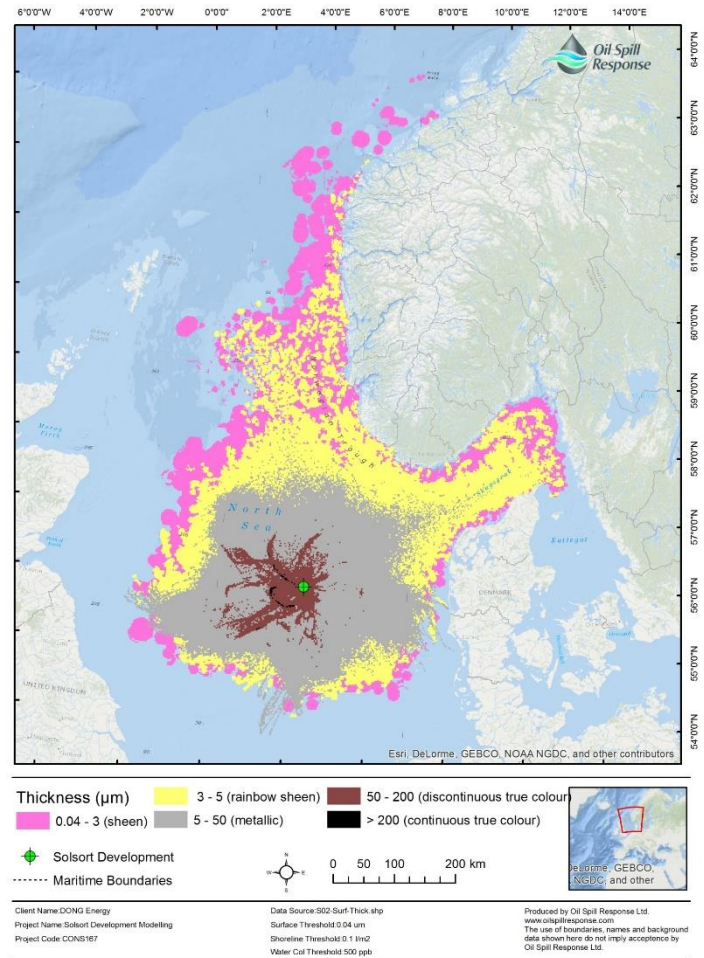 6°0'0"W 4°0'0"W 2°0'0"W 0°0'0"E 2°0'0"E 4°0'0"E 6°0'0"E 8°0'0"E 10°0'0"E 12°0'0"E 14°0'0"E
Oil Spill
Response
64°0'0"N
63°0'0"N
62°0'0"N
61°0'0"N
60°0'0"N
59°0'0"N
58°0'0"N
57°0'0"N
56°0'0"N
55°0'0"N
54°0'0"N
Moray
Firth
North
Sea
Skagerrak
Kattegat
DENMARK
UNITED KINGDOM
Esri, DeLorme, GEBCO, NOAA NGDC, and other contributors
Thickness (µm)
0.04 - 3 (sheen)
3 - 5 (rainbow sheen)
5 - 50 (metallic)
50 - 200 (discontinuous true colour)
> 200 (continuous true colour)
Solsort Development
Maritime Boundaries
N
W E
S
0 50 100 200 km
DeLorme, GEBCO,
NGDC, and other
Client Name:DONG Energy
Project Name:Solsort Development Modelling
Project Code:CONS167
Data Source:S02-Surf-Thick.shp
Surface Threshold:0.04 um
Shoreline Threshold:0.1 l/m2
Water Col Threshold:500 ppb
Produced by Oil Spill Response Ltd.
www.oilspillresponse.com
The use of boundaries, names and background
data shown here do not imply acceptence by
Oil Spill Response Ltd.